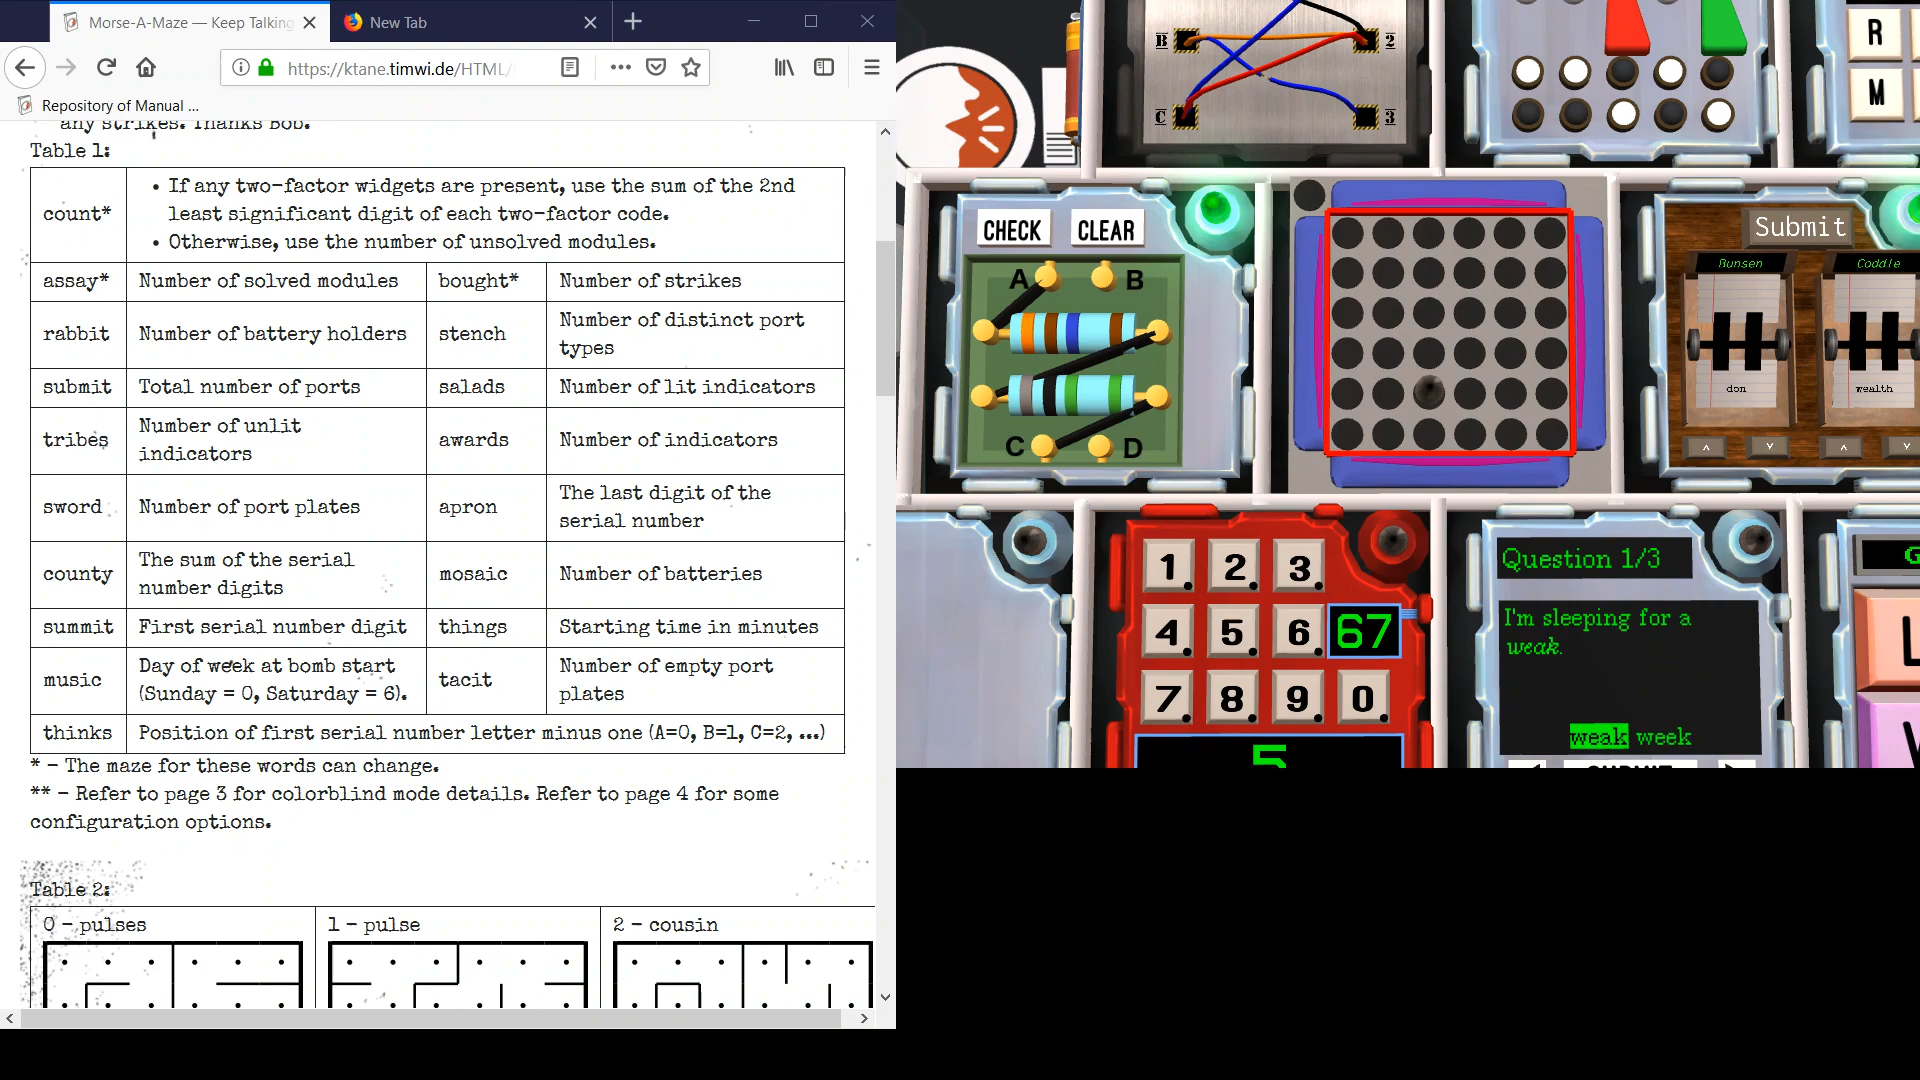 Morse-A-Maze — Keep Talking
New Tab
https://ktane.timwi.de/HTML/
Repository of Manual ...
any strikes. Thanks Bob.
Table 1:
count*
• If any two-factor widgets are present, use the sum of the 2nd
least significant digit of each two-factor code.
• Otherwise, use the number of unsolved modules.
assay* Number of solved modules bought* Number of strikes
rabbit Number of battery holders stench Number of distinct port
types
submit Total number of ports salads Number of lit indicators
tribes Number of unlit
indicators awards Number of indicators
sword Number of port plates apron The last digit of the
serial number
county The sum of the serial
number digits mosaic Number of batteries
summit First serial number digit things Starting time in minutes
music Day of week at bomb start
(Sunday = 0, Saturday = 6). tacit Number of empty port
plates
thinks Position of first serial number letter minus one (A=0, B=1, C=2, ...)
* - The maze for these words can change.
** - Refer to page 3 for colorblind mode details. Refer to page 4 for some
configuration options.
Table 2:
0 - pulses 1 - pulse 2 - cousin
B 2
C 3
R
M
CHECK CLEAR
A B
C D
Submit
Bunsen Coddle
don wealth
1 2 3
4 5 6 67
7 8 9 0
5
Question 1/3
I'm sleeping for a
weak.
weak week
SUBMIT
G
L